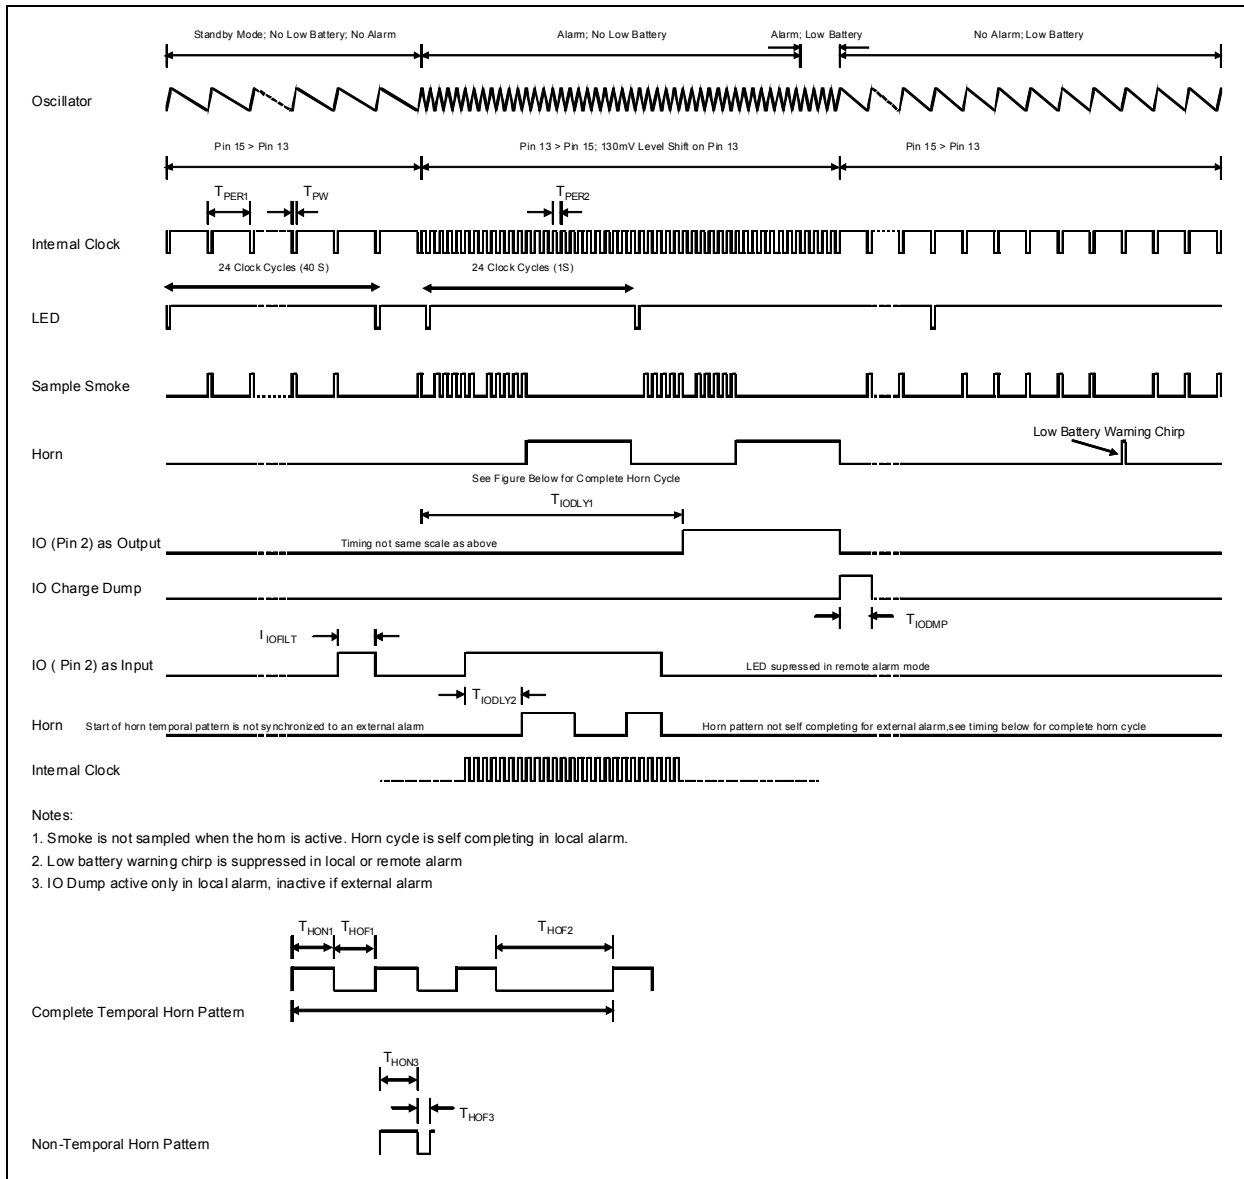 Standby Mode; No Low Battery; No Alarm
Alarm; No Low Battery
Alarm; Low Battery
No Alarm; Low Battery
Oscillator
Pin 15 > Pin 13
Pin 13 > Pin 15; 130mV Level Shift on Pin 13
Pin 15 > Pin 13
TPER1
TPW
TPER2
Internal Clock
24 Clock Cycles (40 S)
24 Clock Cycles (1S)
LED
Sample Smoke
Low Battery Warning Chirp
Horn
See Figure Below for Complete Horn Cycle
TIODLY1
IO (Pin 2) as Output
Timing not same scale as above
IO Charge Dump
TIODMP
TIOFILT
IO ( Pin 2) as Input
LED supressed in remote alarm mode
TIODLY2
Horn
Start of horn temporal pattern is not synchronized to an external alarm
Horn pattern not self completing for external alarm,see timing below for complete horn cycle
Internal Clock
Notes:
1. Smoke is not sampled when the horn is active. Horn cycle is self completing in local alarm.
2. Low battery warning chirp is suppressed in local or remote alarm
3. IO Dump active only in local alarm, inactive if external alarm
THON1
THOF1
THOF2
Complete Temporal Horn Pattern
THON3
THOF3
Non-Temporal Horn Pattern